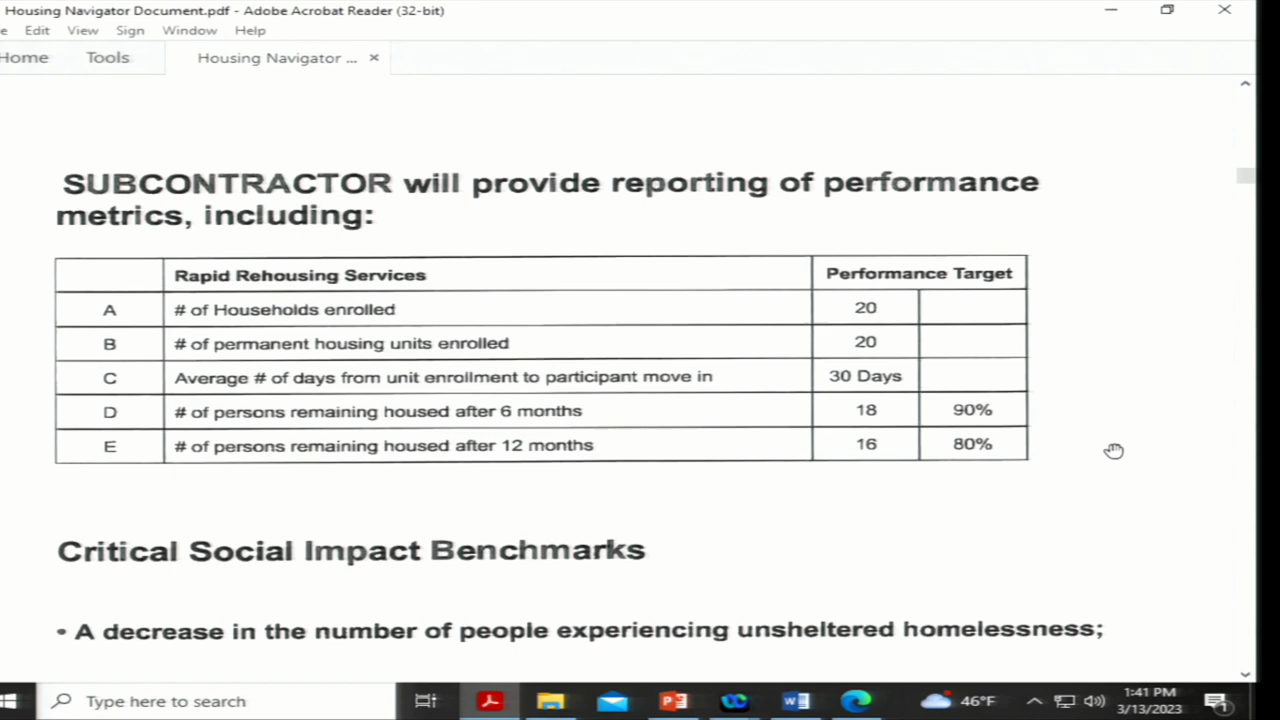 Housing Navigator Document.pdf - Adobe Acrobat Reader (32-bit)
e Edit View Sign Window Help
Home Tools Housing Navigator ... ×
SUBCONTRACTOR will provide reporting of performance
metrics, including:
Rapid Rehousing Services Performance Target
A # of Households enrolled 20
B # of permanent housing units enrolled 20
C Average # of days from unit enrollment to participant move in 30 Days
D # of persons remaining housed after 6 months 18 90%
E # of persons remaining housed after 12 months 16 80%
Critical Social Impact Benchmarks
• A decrease in the number of people experiencing unsheltered homelessness;
Type here to search 46°F 1:41 PM
3/13/2023 1